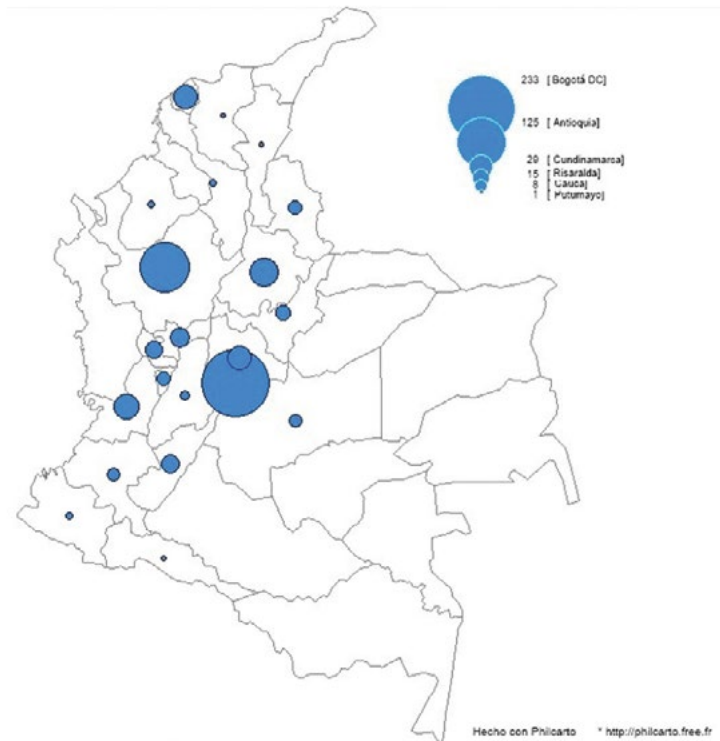 233 [ Bogotá DC]
125 [ Antioquia]
29 [ Cundinamarca]
15 [ Risaralda]
8 [ Cauca]
1 [ Putumayo]
Hecho con Philcarto * http://philcarto.free.fr